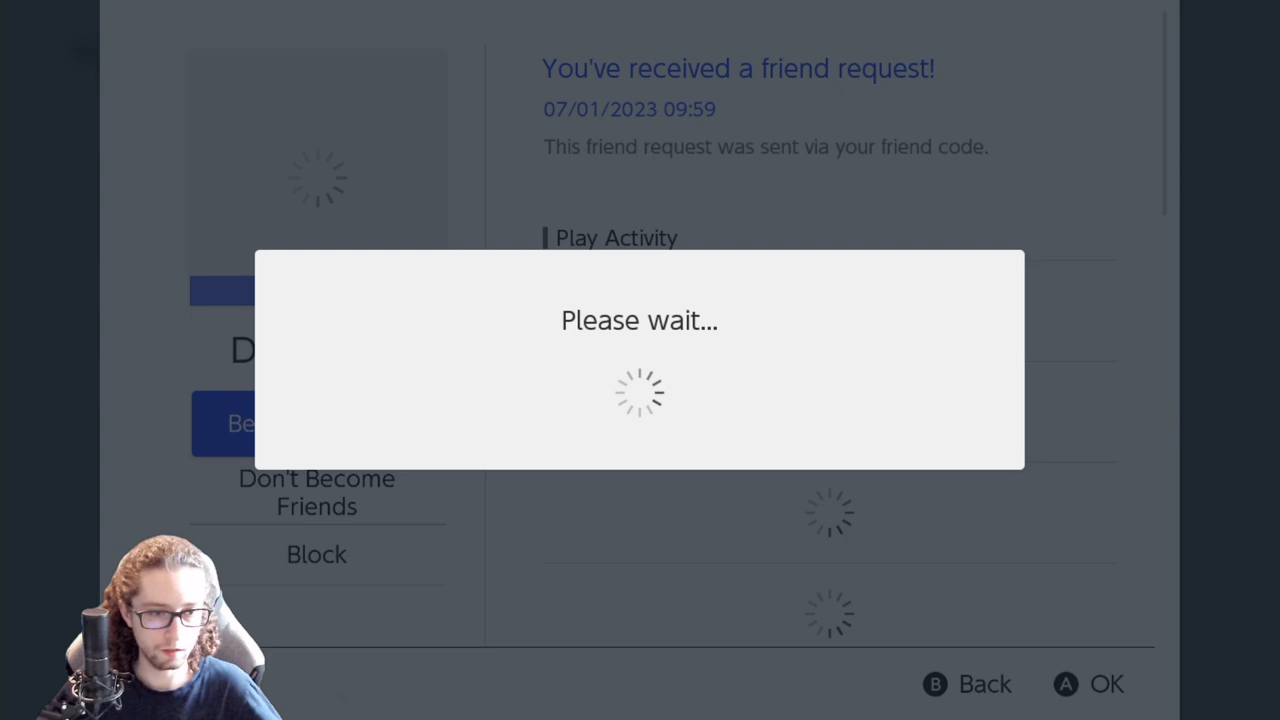 You've received a friend request!
07/01/2023 09:59
This friend request was sent via your friend code.
Play Activity
Please wait...
D
Be
Don't Become
Friends
Block
B Back
A OK